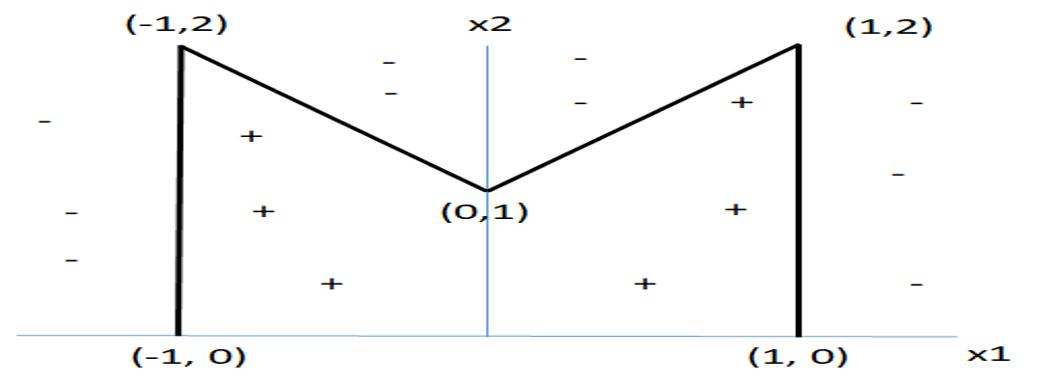 (-1,2) x2 (1,2)
- -
- - + -
- +
-
- + (0,1) +
-
+ + -
(-1, 0) (1, 0) x1